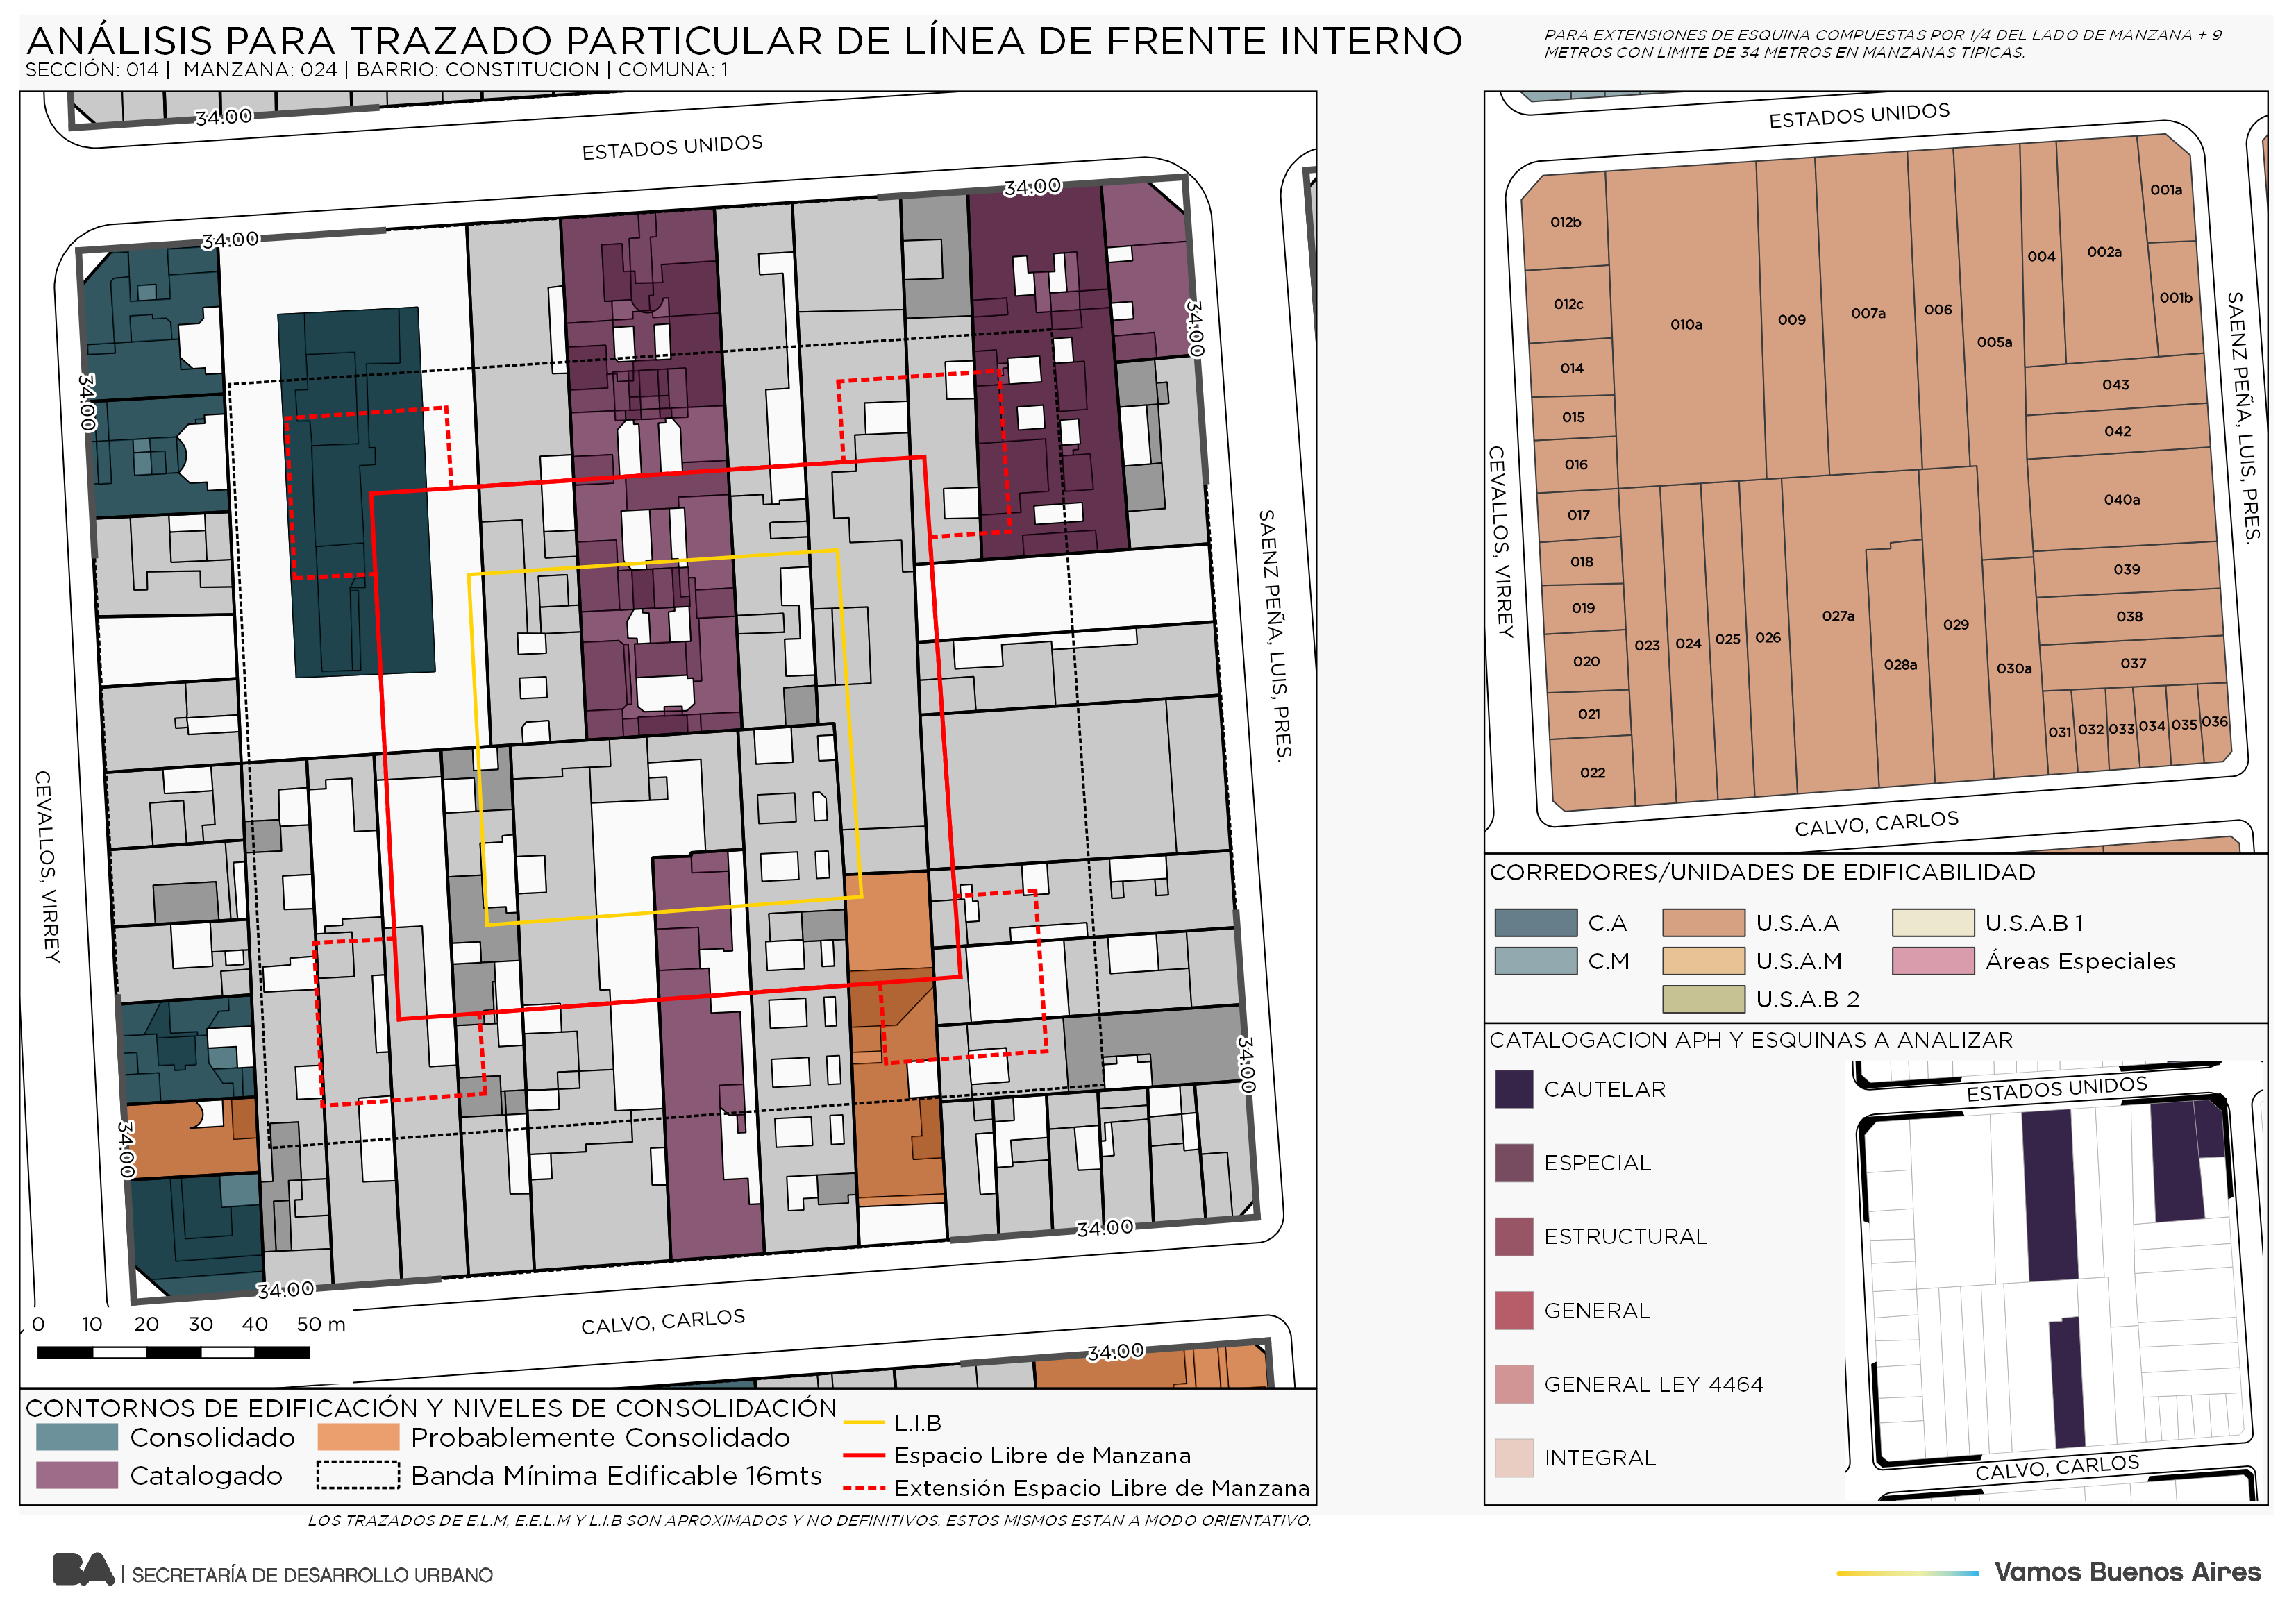 ANÁLISIS PARA TRAZADO PARTICULAR DE LÍNEA DE FRENTE INTERNO
SECCIÓN: 014 | MANZANA: 024 | BARRIO: CONSTITUCION | COMUNA: 1
PARA EXTENSIONES DE ESQUINA COMPUESTAS POR 1/4 DEL LADO DE MANZANA + 9
METROS CON LIMITE DE 34 METROS EN MANZANAS TIPICAS.
34.00
ESTADOS UNIDOS
34.00
34.00
34.00
34.00
SAENZ PEÑA, LUIS, PRES.
CEVALLOS, VIRREY
34.00
34.00
34.00
34.00
CALVO, CARLOS
34.00
0 10 20 30 40 50 m
CONTORNOS DE EDIFICACIÓN Y NIVELES DE CONSOLIDACIÓN
Consolidado
Probablemente Consolidado
Catalogado
Banda Mínima Edificable 16mts
L.I.B
Espacio Libre de Manzana
Extensión Espacio Libre de Manzana
LOS TRAZADOS DE E.L.M, E.E.L.M Y L.I.B SON APROXIMADOS Y NO DEFINITIVOS. ESTOS MISMOS ESTAN A MODO ORIENTATIVO.
ESTADOS UNIDOS
012b
012c
014
015
016
017
018
019
020
021
022
010a
009
007a
006
005a
004
002a
001a
001b
043
042
040a
039
038
037
023
024
025
026
027a
028a
029
030a
031
032
033
034
035
036
CEVALLOS, VIRREY
SAENZ PEÑA, LUIS, PRES.
CALVO, CARLOS
CORREDORES/UNIDADES DE EDIFICABILIDAD
C.A
U.S.A.A
U.S.A.B 1
C.M
U.S.A.M
Áreas Especiales
U.S.A.B 2
CATALOGACION APH Y ESQUINAS A ANALIZAR
CAUTELAR
ESPECIAL
ESTRUCTURAL
GENERAL
GENERAL LEY 4464
INTEGRAL
ESTADOS UNIDOS
CALVO, CARLOS
BA | SECRETARÍA DE DESARROLLO URBANO
Vamos Buenos Aires